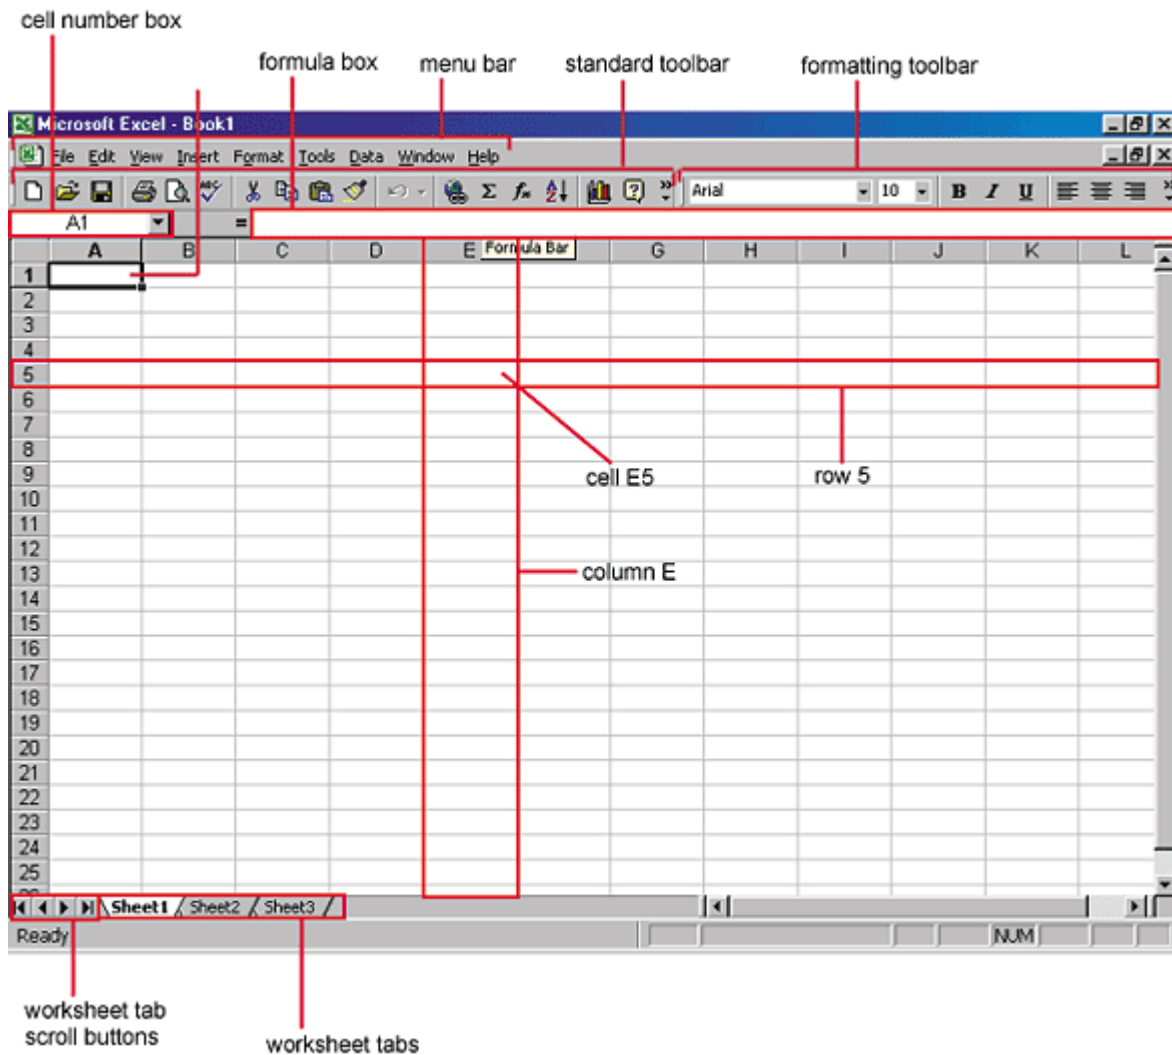 cell number box
formula box
menu bar
standard toolbar
formatting toolbar
Microsoft Excel - Book1
File Edit View Insert Format Tools Data Window Help
ABC Σ fx A Z Arial 10 B I U
A1 =
A B C D E Formula Bar G H I J K L
1
2
3
4
5
6
7
8
cell E5
row 5
9
10
11
12
column E
13
14
15
16
17
18
19
20
21
22
23
24
25
Sheet1 Sheet2 Sheet3
Ready NUM
worksheet tab
scroll buttons
worksheet tabs